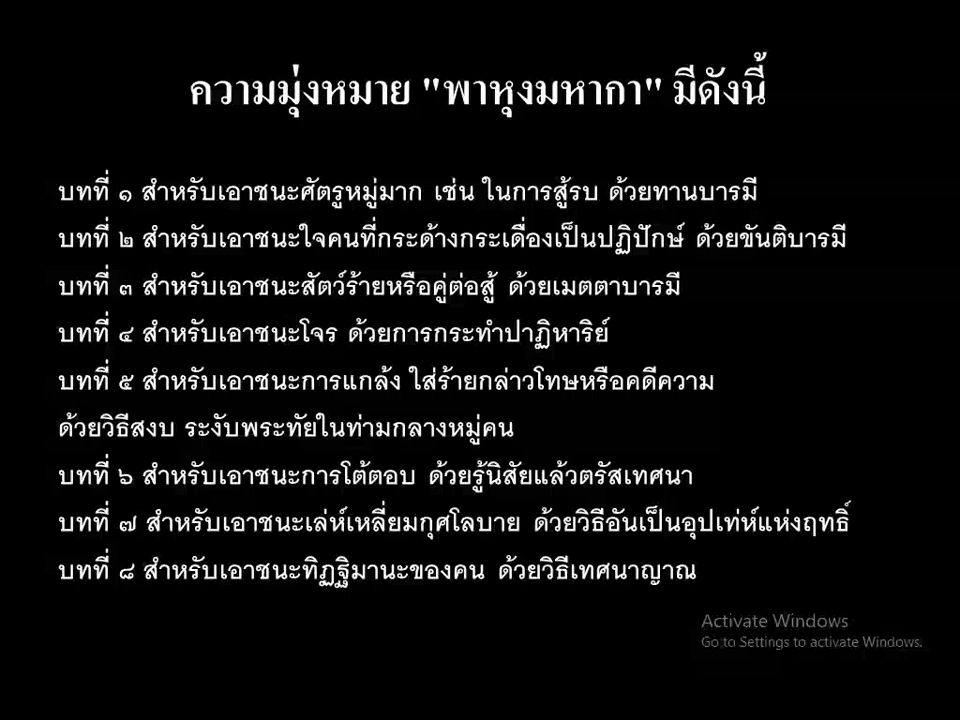 ความมุ่งหมาย "พาหุงมหากา" มีดังนี้
บทที่ ๑ สำหรับเอาชนะศัตรูหมู่มาก เช่น ในการสู้รบ ด้วยทานบารมี
บทที่ ๒ สำหรับเอาชนะใจคนที่กระด้างกระเดื่องเป็นปฏิปักษ์ ด้วยขันติบารมี
บทที่ ๓ สำหรับเอาชนะสัตว์ร้ายหรือคู่ต่อสู้ ด้วยเมตตาบารมี
บทที่ ๔ สำหรับเอาชนะโจร ด้วยการกระทำปาฏิหาริย์
บทที่ ๕ สำหรับเอาชนะการแกล้ง ใส่ร้ายกล่าวโทษหรือคดีความ
ด้วยวิธีสงบ ระงับพระทัยในท่ามกลางหมู่คน
บทที่ ๖ สำหรับเอาชนะการโต้ตอบ ด้วยรู้นิสัยแล้วตรัสเทศนา
บทที่ ๗ สำหรับเอาชนะเล่ห์เหลี่ยมกุศโลบาย ด้วยวิธีอันเป็นอุปเท่ห์แห่งฤทธิ์
บทที่ ๘ สำหรับเอาชนะทิฏฐิมานะของคน ด้วยวิธีเทศนาญาณ
Activate Windows
Go to Settings to activate Windows.